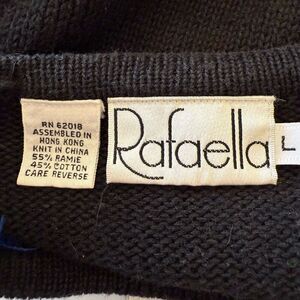 RN 62018
ASSEMBLED IN
HONG KONG
KNIT IN CHINA
55% RAMIE
45% COTTON
CARE REVERSE
Rafaella
L